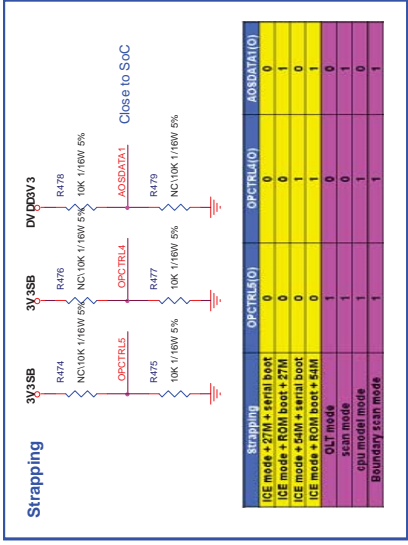 Strapping
3V3SB 3V3SB DVDD3V3
R474 R476 R478
NC\10K 1/16W 5% NC\10K 1/16W 5% 10K 1/16W 5%
OPCTRL5 OPCTRL4 AOSDATA1 Close to SoC
R475 R477 R479
10K 1/16W 5% 10K 1/16W 5% NC\10K 1/16W 5%
Strapping OPCTRL5(O) OPCTRL4(O) AOSDATA1(O)
ICE mode + 27M + serial boot 0 0 0
ICE mode + ROM boot + 27M 0 0 1
ICE mode + 54M + serial boot 0 1 0
ICE mode + ROM boot + 54M 0 1 1
OLT mode 1 0 0
scan mode 1 0 1
cpu model mode 1 1 0
Boundary scan mode 1 1 1